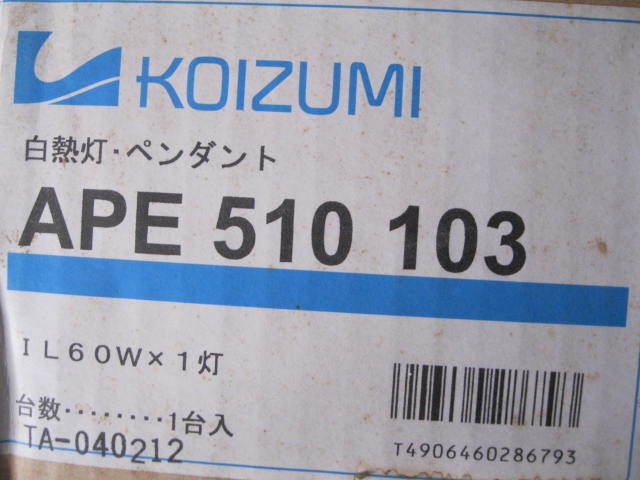 KOIZUMI
白熱灯・ペンダント
APE 510 103
IL60W×1灯
台数・・・・・・・・1台入
TA-040212
T4906460286793